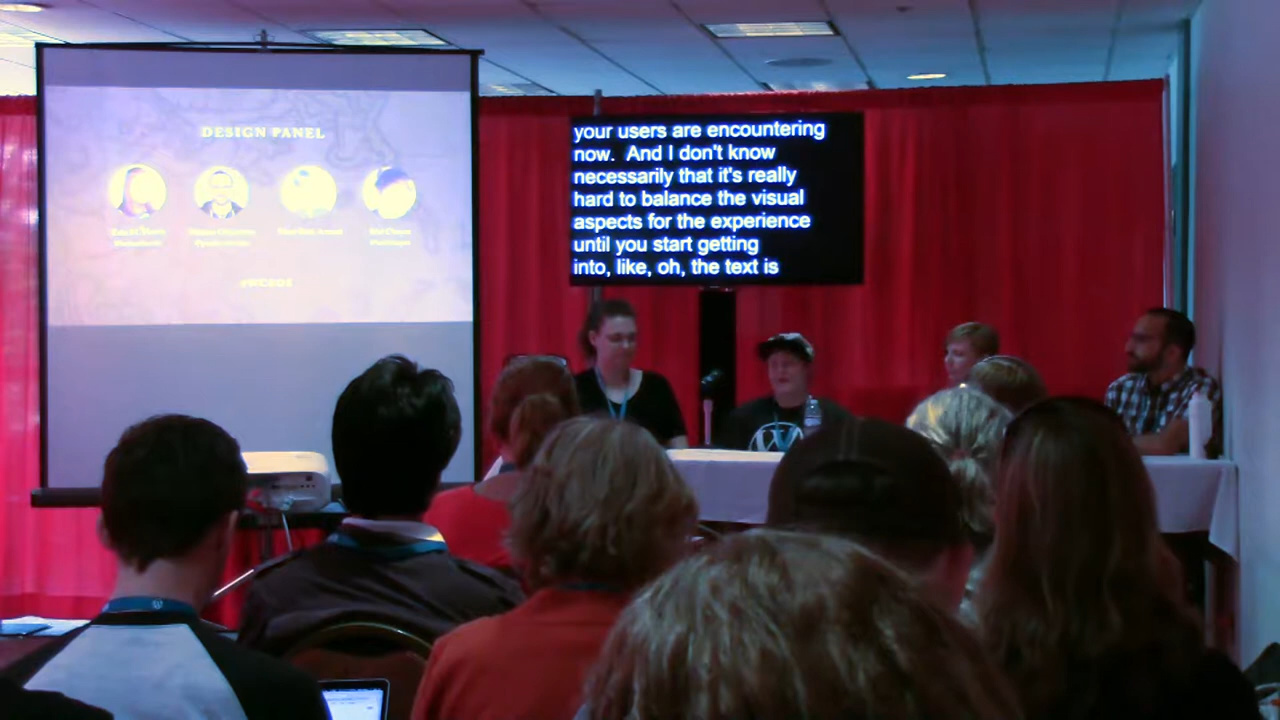 DESIGN PANEL
your users are encountering
now.  And I don't know
necessarily that it's really
hard to balance the visual
aspects for the experience
until you start getting
into, like, oh, the text is